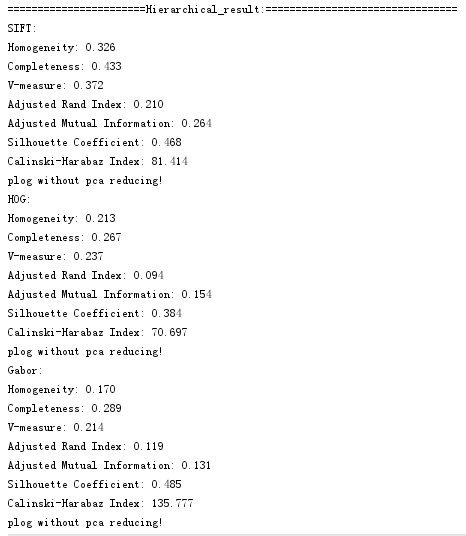 =======================Hierarchical_result:================================
SIFT:
Homogeneity: 0.326
Completeness: 0.433
V-measure: 0.372
Adjusted Rand Index: 0.210
Adjusted Mutual Information: 0.264
Silhouette Coefficient: 0.468
Calinski-Harabaz Index: 81.414
plog without pca reducing!
HOG:
Homogeneity: 0.213
Completeness: 0.267
V-measure: 0.237
Adjusted Rand Index: 0.094
Adjusted Mutual Information: 0.154
Silhouette Coefficient: 0.384
Calinski-Harabaz Index: 70.697
plog without pca reducing!
Gabor:
Homogeneity: 0.170
Completeness: 0.289
V-measure: 0.214
Adjusted Rand Index: 0.119
Adjusted Mutual Information: 0.131
Silhouette Coefficient: 0.485
Calinski-Harabaz Index: 135.777
plog without pca reducing!